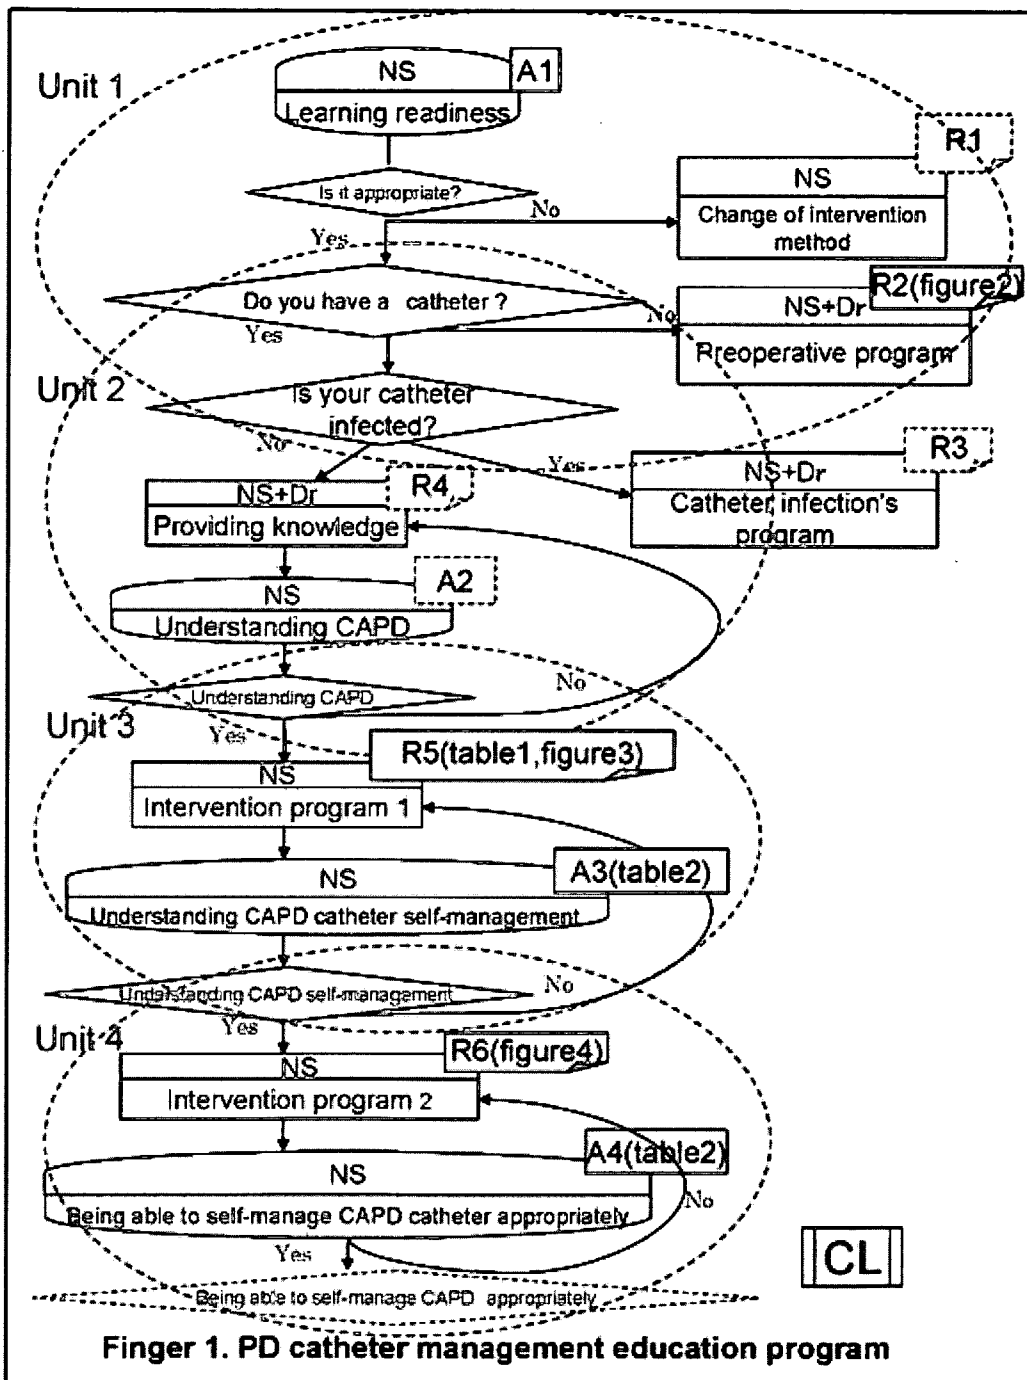 Unit 1
NS
A1
Learning readiness
R1
Is it appropriate?
NS
No
Change of intervention
method
Yes
R2(figure2)
Do you have a catheter ?
NS+Dr
No
Yes
Rreoperative program
Unit 2
Is your catheter
infected?
No
Yes
R3
NS+Dr
Catheter infection's
program
R4
NS+Dr
Providing knowledge
A2
NS
Understanding CAPD
No
Understanding CAPD
Unit 3
Yes
R5(table1,figure3)
NS
Intervention program 1
A3(table2)
NS
Understanding CAPD catheter self-management
No
Understanding CAPD self-management
Yes
Unit 4
R6(figure4)
NS
Intervention program 2
A4(table2)
NS
No
Being able to self-manage CAPD catheter appropriately
Yes
CL
Being able to self-manage CAPD appropriately
Finger 1. PD catheter management education program